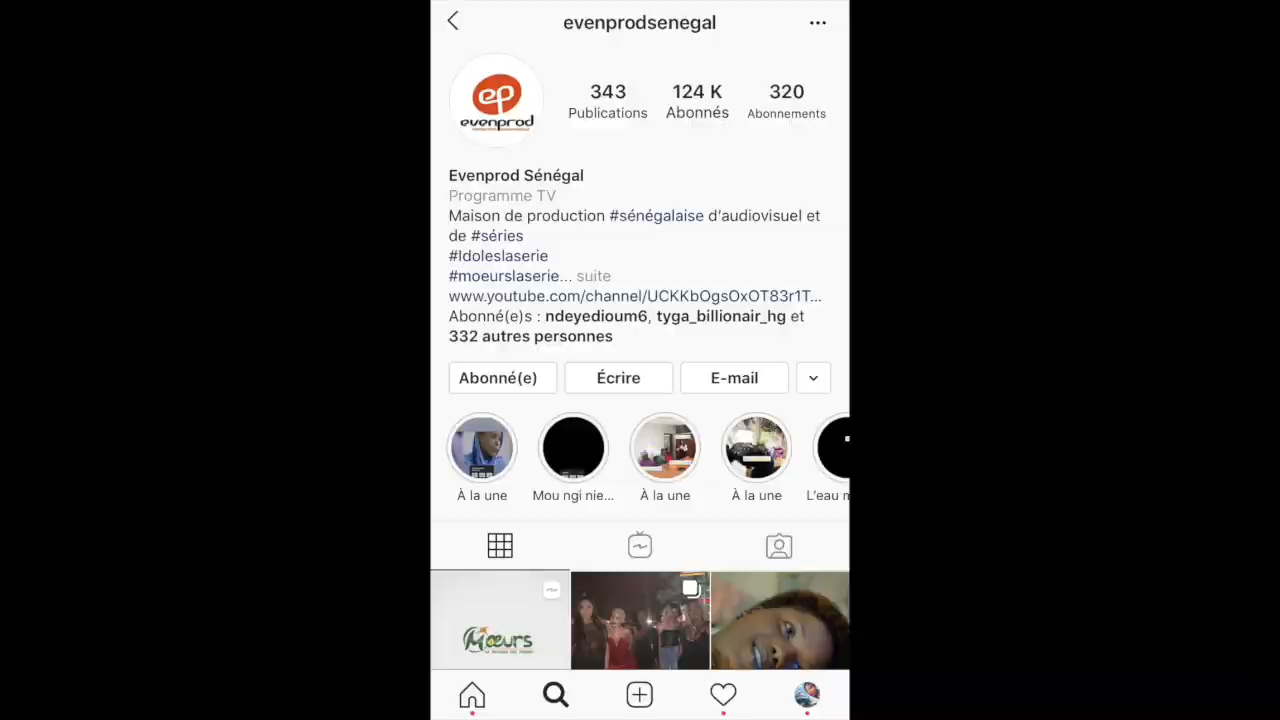 evenprodsenegal
ep
evenprod
343
Publications
124 K
Abonnés
320
Abonnements
Evenprod Sénégal
Programme TV
Maison de production #sénégalaise d'audiovisuel et
de #séries
#Idoleslaserie
#moeurslaserie... suite
www.youtube.com/channel/UCKKbOgsOxOT83r1T...
Abonné(e)s : ndeyedioum6, tyga_billionair_hg et
332 autres personnes
Abonné(e)
Écrire
E-mail
À la une
Mou ngi nie...
À la une
À la une
L'eau m
Mœurs